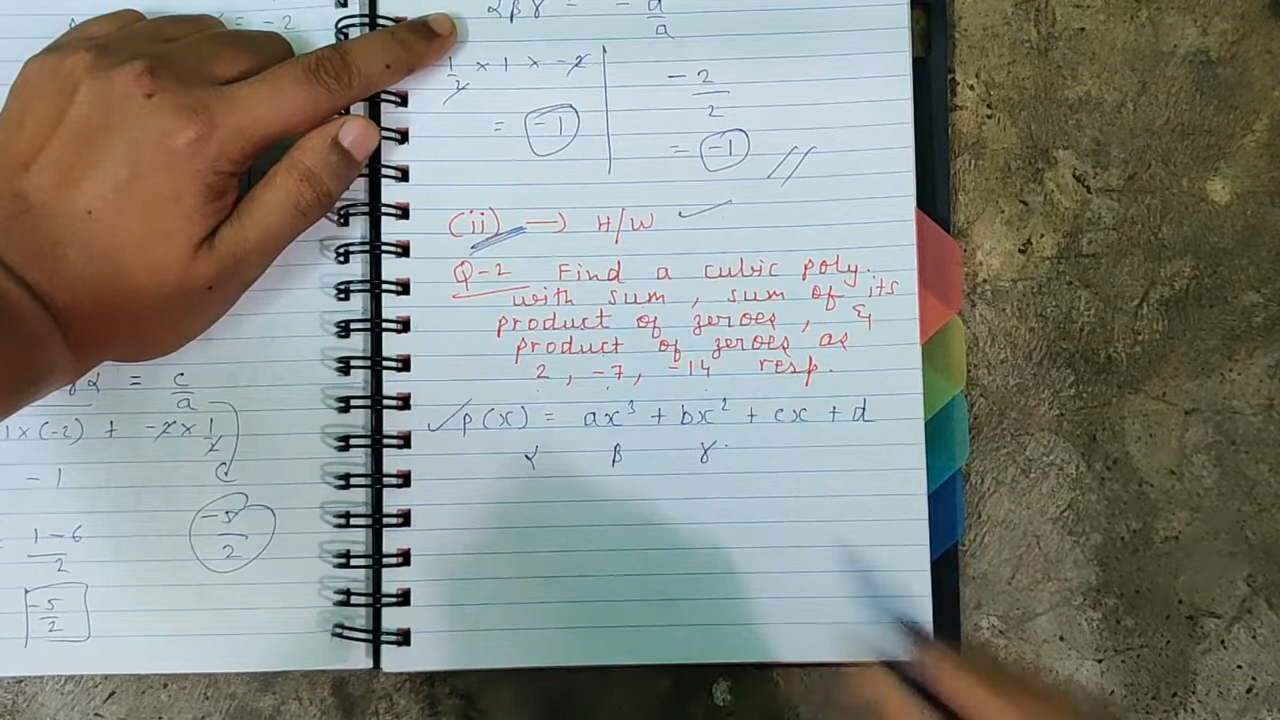 = -2
αβγ = - d/a
1/2 × 1 × -2
= -1
- 2/2
= -1
(ii) → H/W
Q-2 Find a cubic poly.
with sum, sum of its
product of zeroes, &
product of zeroes as
2, -7, -14 resp.
p(x) = ax³ + bx² + cx + d
α β γ
γα = c/a
1×(-2) + -2 × 1/2
-1
-5/2
1-6/2
-5/2